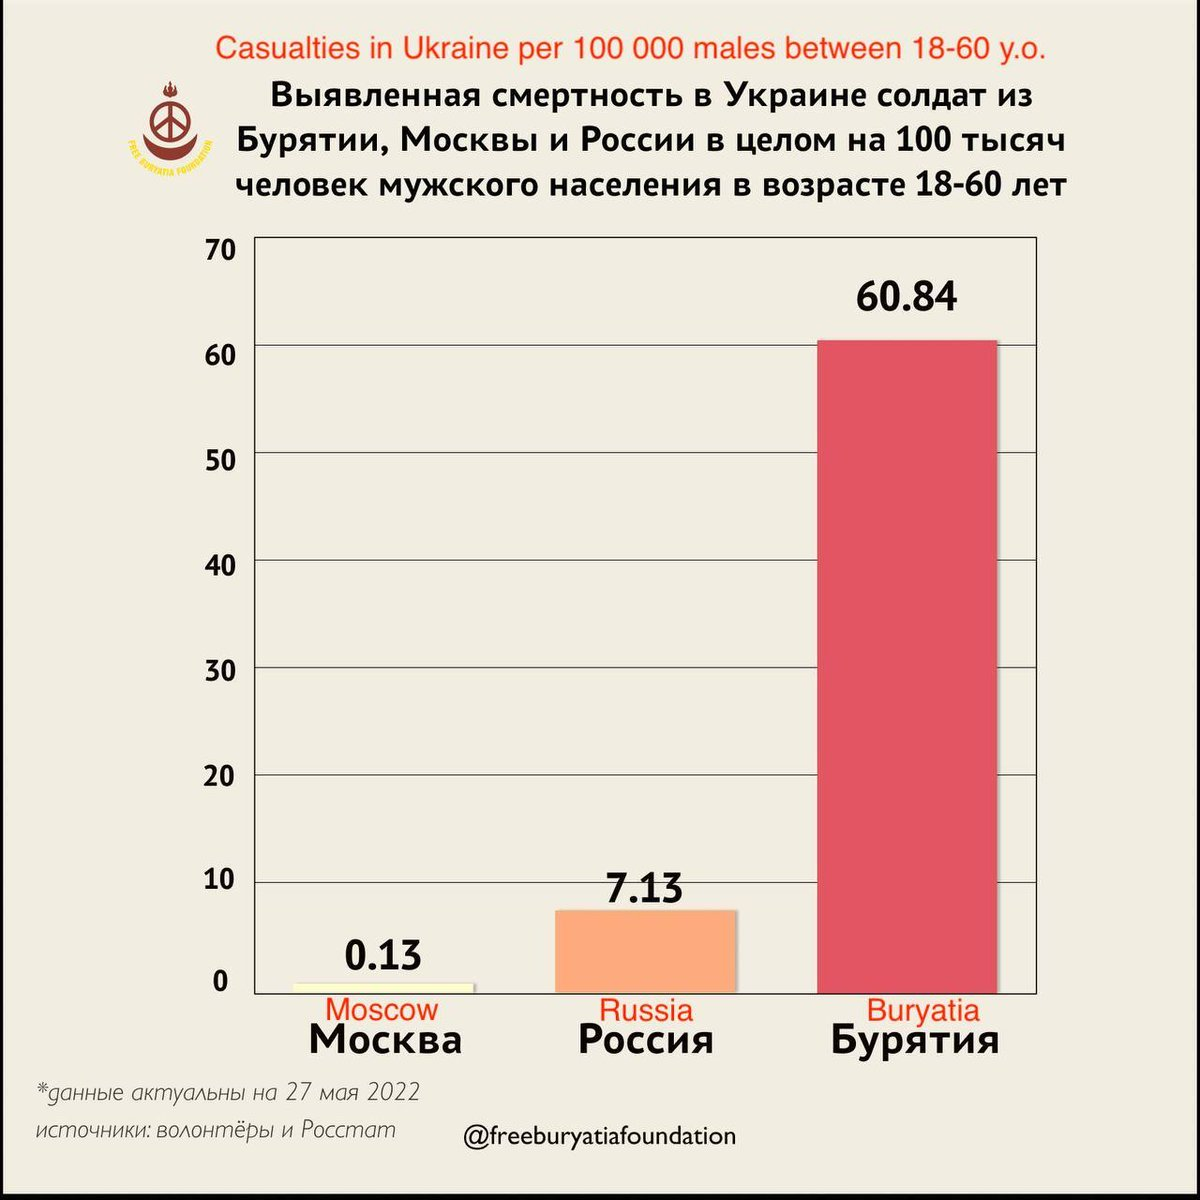 Casualties in Ukraine per 100 000 males between 18-60 y.o.
Выявленная смертность в Украине солдат из
Бурятии, Москвы и России в целом на 100 тысяч
человек мужского населения в возрасте 18-60 лет
FREE BURYATIA FOUNDATION
70
60
50
40
30
20
10
0
0.13
7.13
60.84
Moscow
Москва
Russia
Россия
Buryatia
Бурятия
*данные актуальны на 27 мая 2022
источники: волонтёры и Росстат
@freeburyatiafoundation